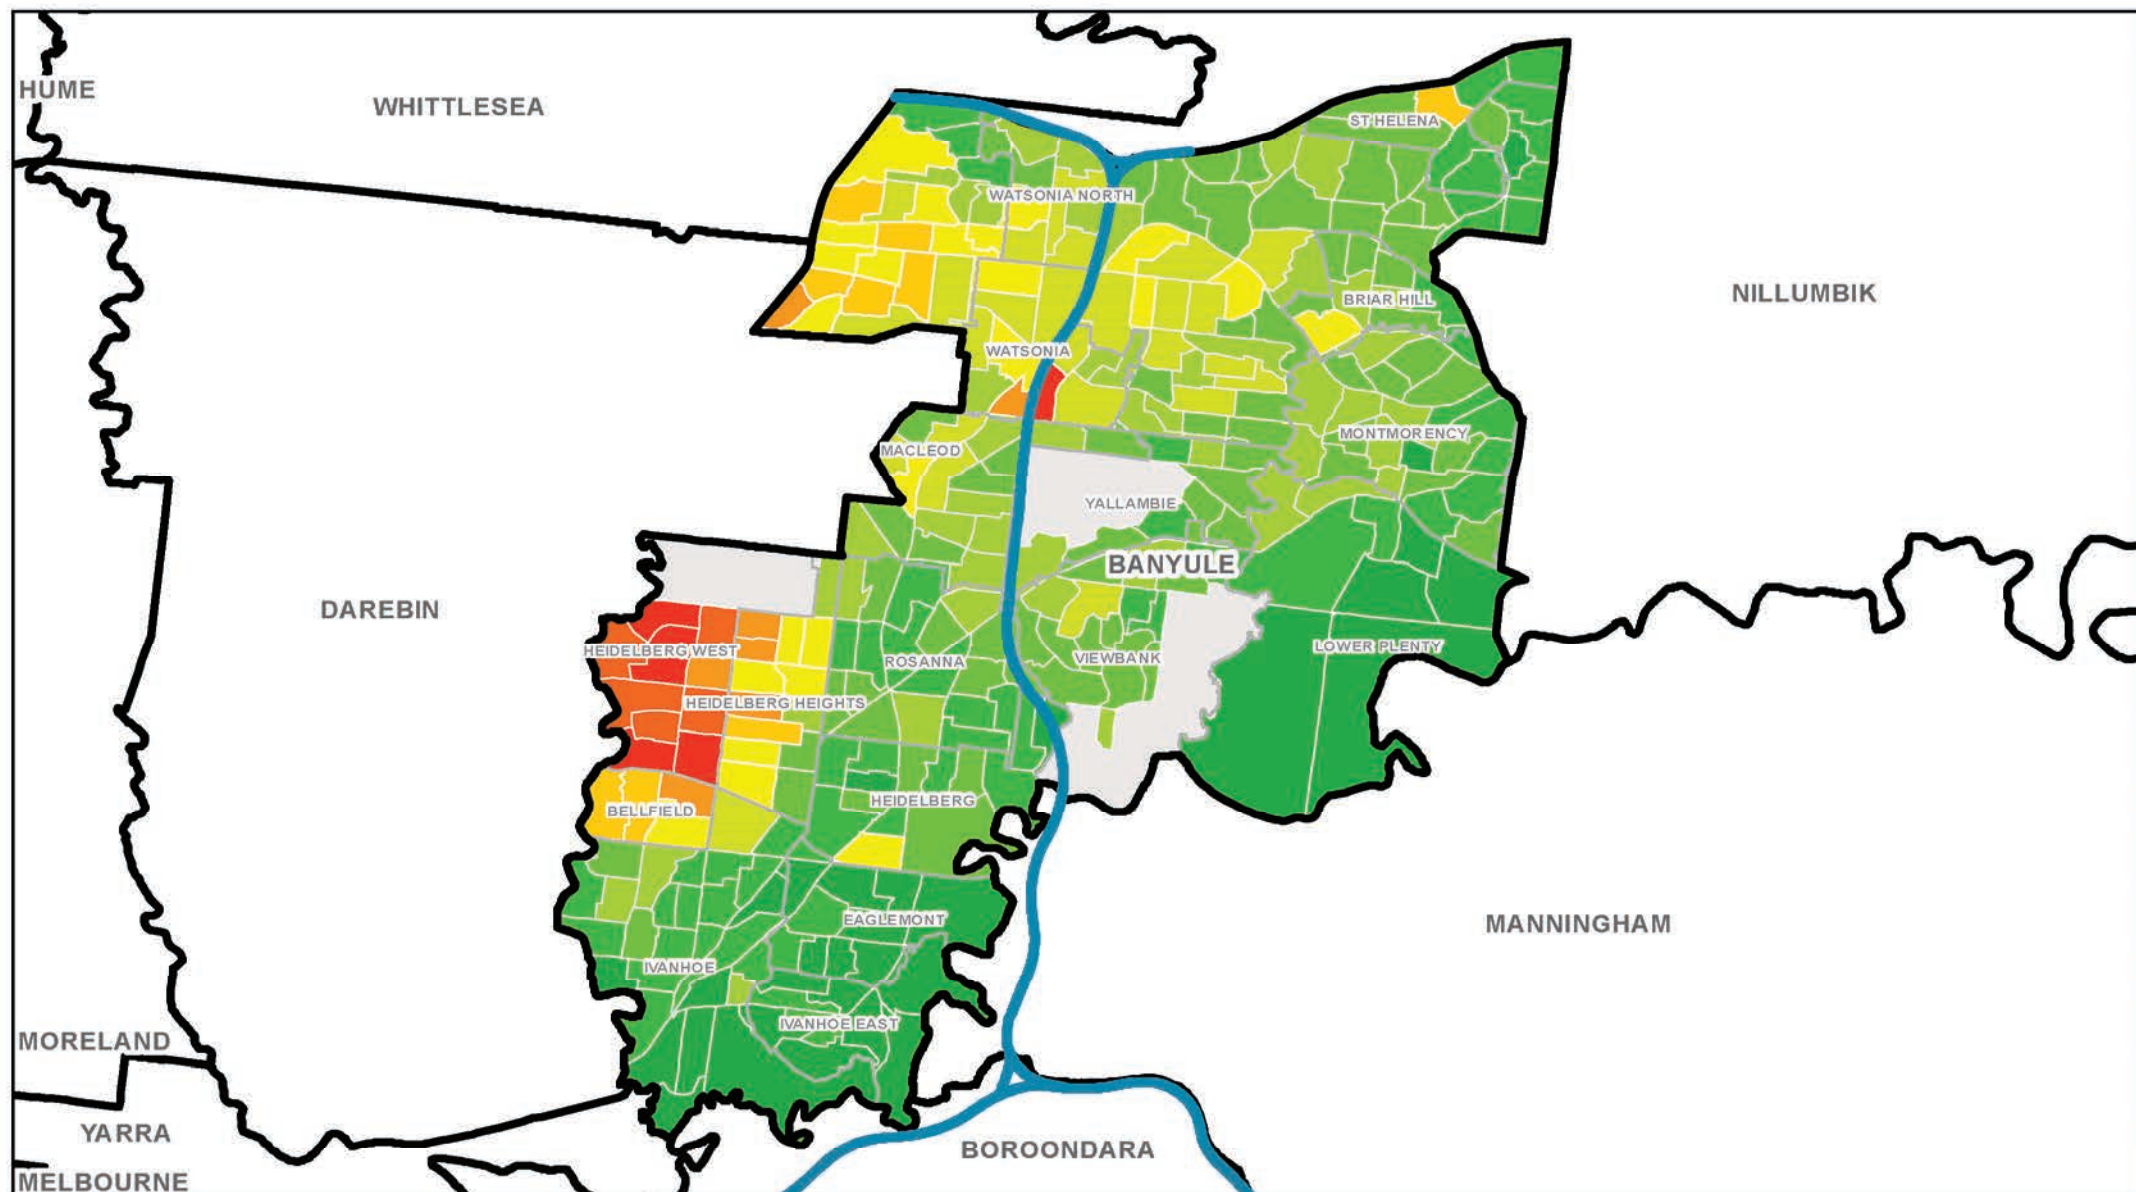 HUME
WHITTLESEA
ST HELENA
WATSONIA NORTH
NILLUMBIK
BRIAR HILL
WATSONIA
MONTMORENCY
MACLEOD
YALLAMBIE
BANYULE
DAREBIN
HEIDELBERG WEST
ROSANNA
VIEWBANK
LOWER PLENTY
HEIDELBERG HEIGHTS
HEIDELBERG
BELLFIELD
EAGLEMONT
MANNINGHAM
IVANHOE
IVANHOE EAST
MORELAND
YARRA
BOROONDARA
MELBOURNE